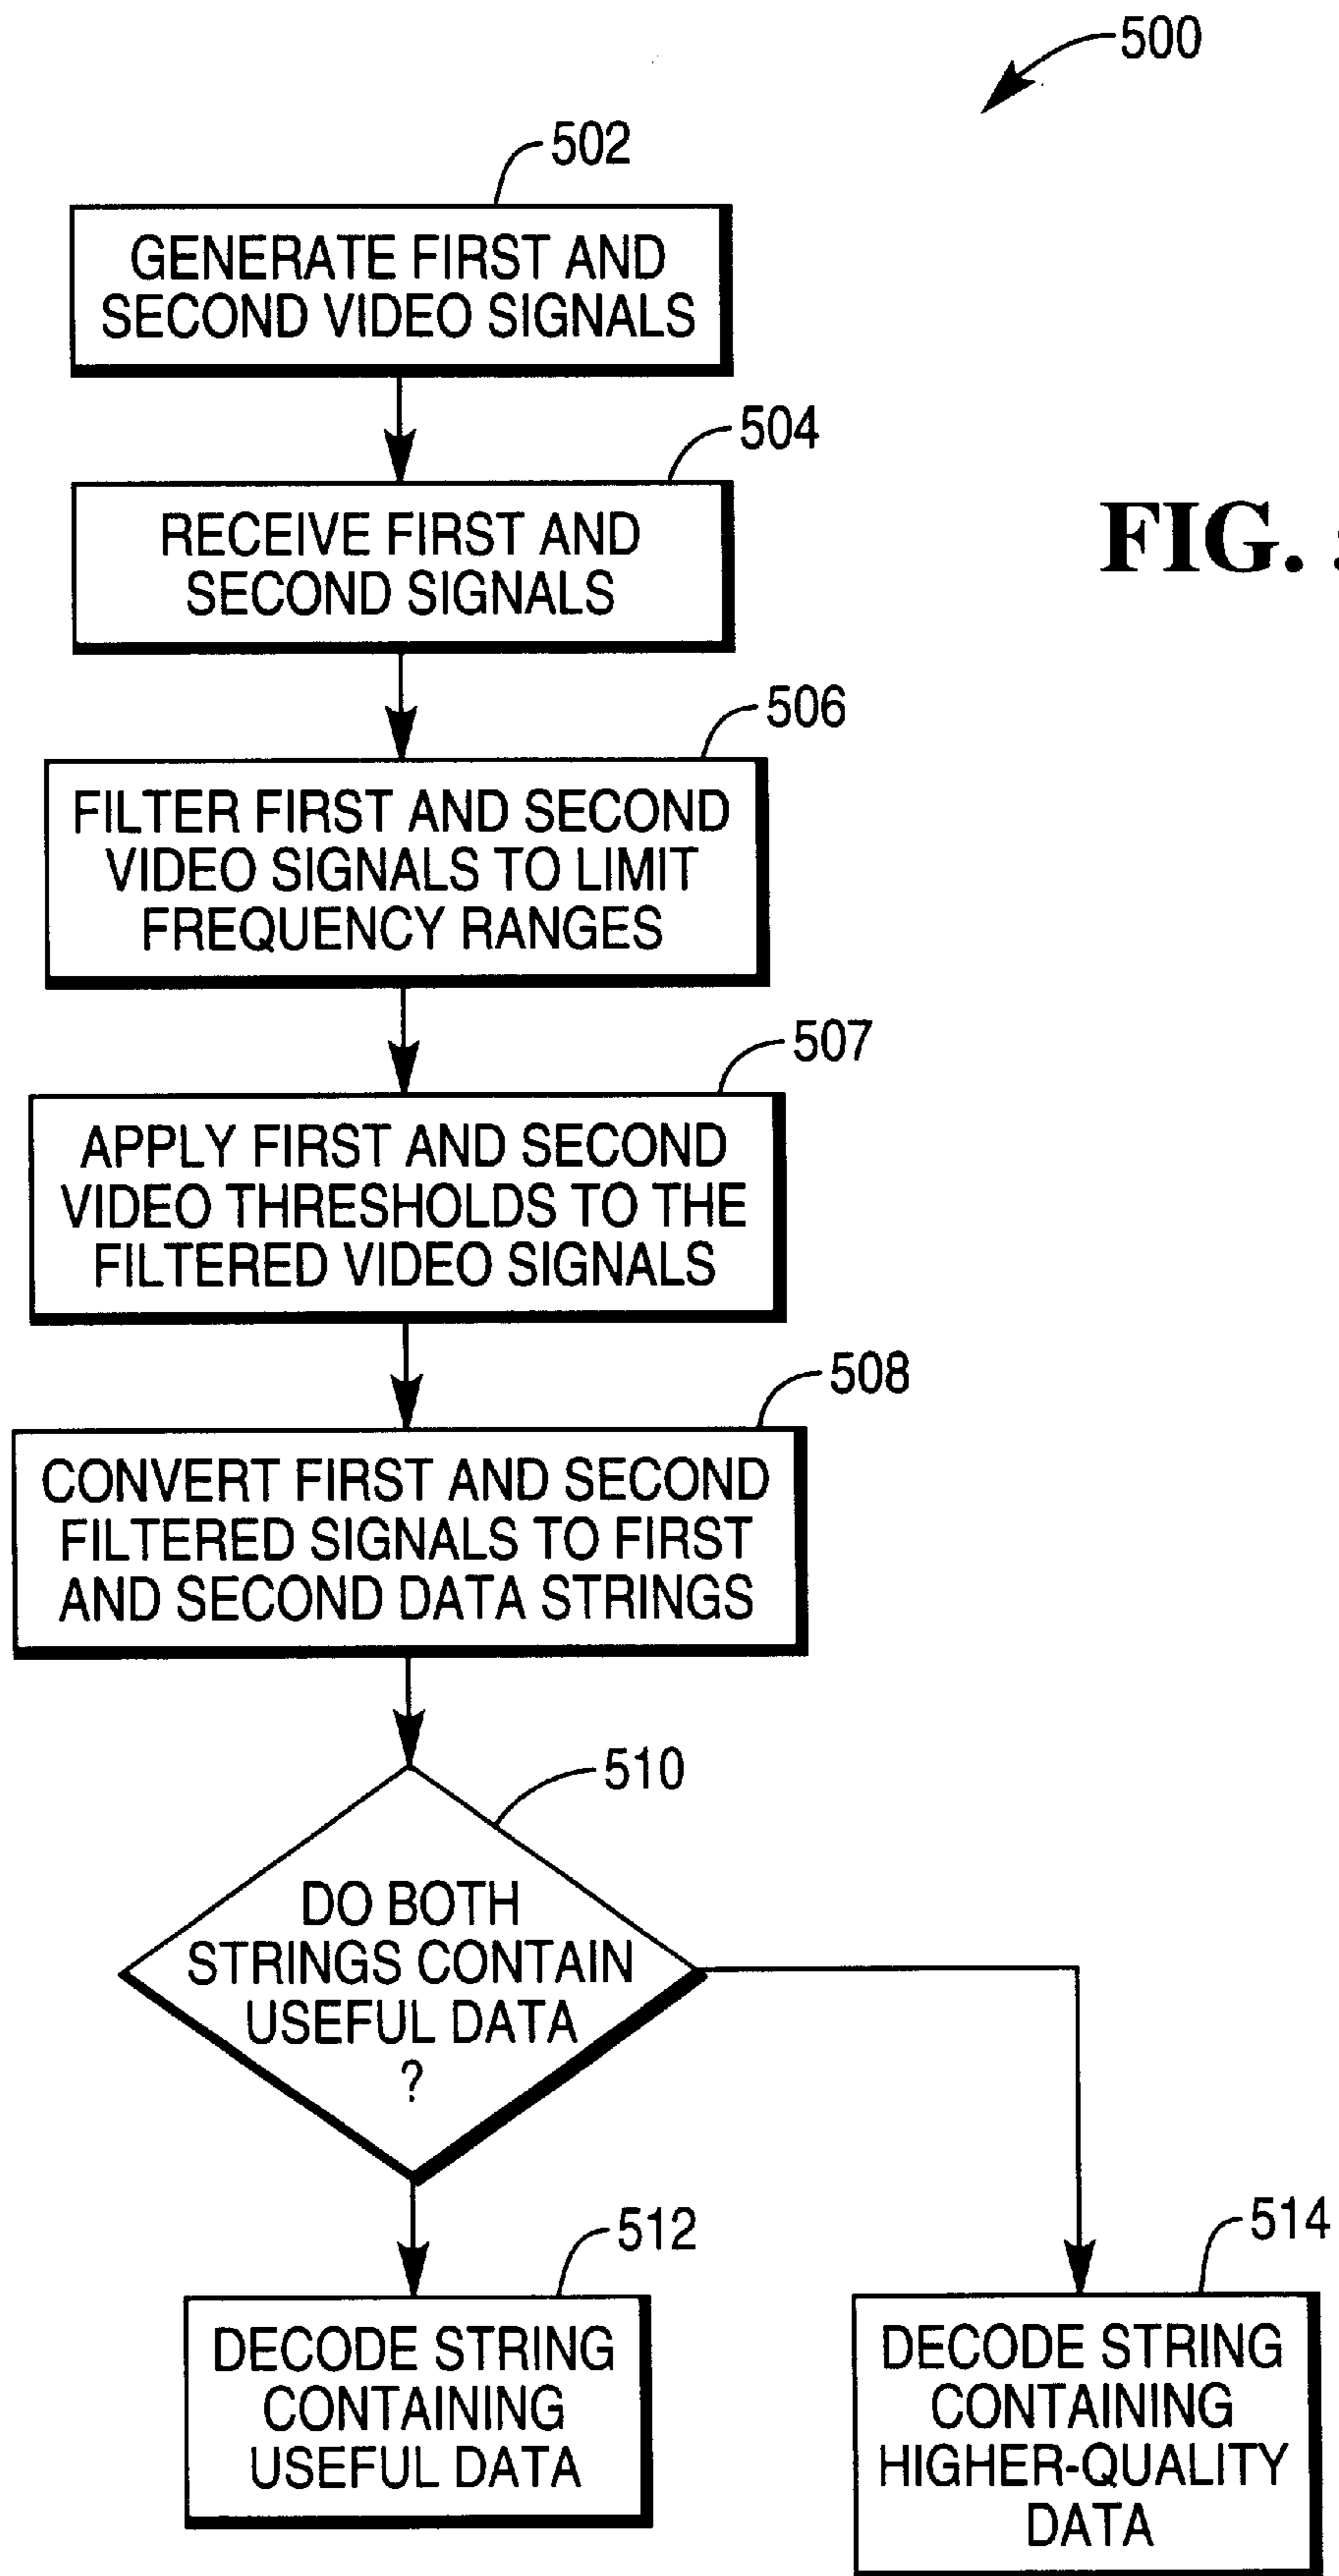 500
502
GENERATE FIRST AND
SECOND VIDEO SIGNALS
504
RECEIVE FIRST AND
SECOND SIGNALS
FIG.
506
FILTER FIRST AND SECOND
VIDEO SIGNALS TO LIMIT
FREQUENCY RANGES
507
APPLY FIRST AND SECOND
VIDEO THRESHOLDS TO THE
FILTERED VIDEO SIGNALS
508
CONVERT FIRST AND SECOND
FILTERED SIGNALS TO FIRST
AND SECOND DATA STRINGS
510
DO BOTH
STRINGS CONTAIN
USEFUL DATA
?
512
DECODE STRING
CONTAINING
USEFUL DATA
514
DECODE STRING
CONTAINING
HIGHER-QUALITY
DATA